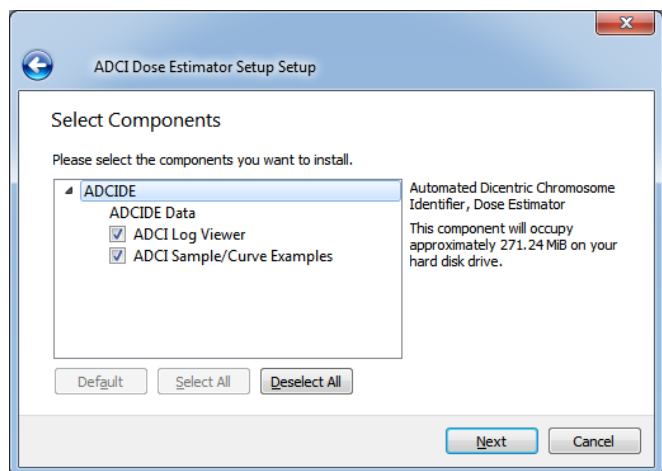 ADCI Dose Estimator Setup Setup
Select Components
Please select the components you want to install.
ADCIDE
ADCIDE Data
ADCI Log Viewer
ADCI Sample/Curve Examples
Automated Dicentric Chromosome
Identifier, Dose Estimator
This component will occupy
approximately 271.24 MiB on your
hard disk drive.
Default
Select All
Deselect All
Next
Cancel